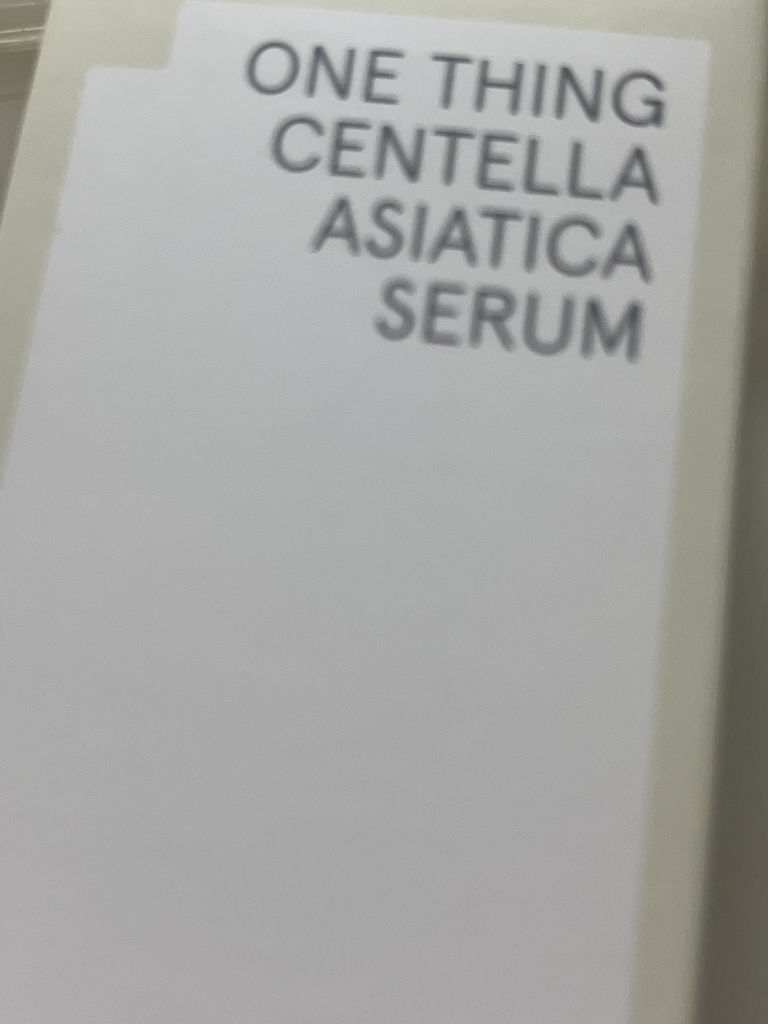 ONE THING
CENTELLA
ASIATICA
SERUM